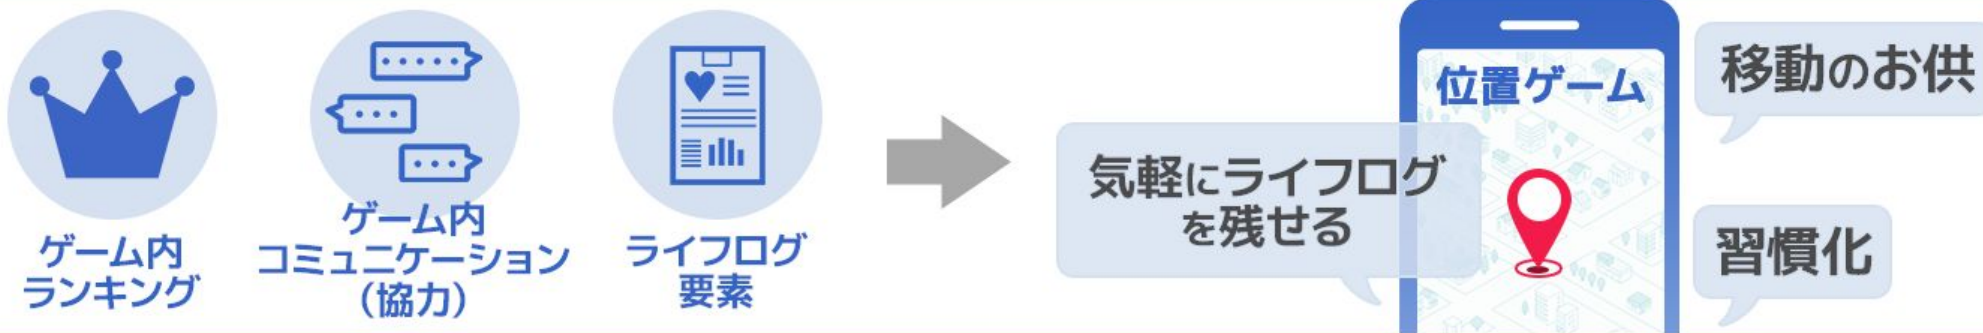 ゲーム内
ランキング
ゲーム内
コミュニケーション
(協力)
ライフログ
要素
気軽にライフログ
を残せる
位置ゲーム
移動のお供
習慣化